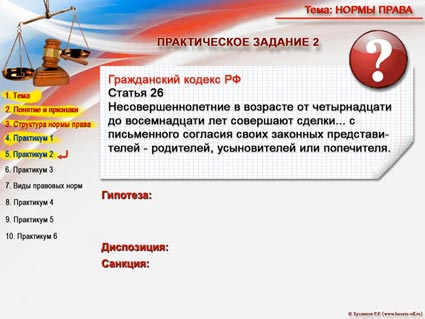 Тема: НОРМЫ ПРАВА
ПРАКТИЧЕСКОЕ ЗАДАНИЕ 2
?
Гражданский кодекс РФ
Статья 26
Несовершеннолетние в возрасте от четырнадцати
до восемнадцати лет совершают сделки... с
письменного согласия своих законных представи-
телей - родителей, усыновителей или попечителя.
1. Тема
2. Понятие и признаки
3. Структура нормы права
4. Практикум 1
5. Практикум 2
6. Практикум 3
7. Виды правовых норм
8. Практикум 4
9. Практикум 5
10. Практикум 6
Гипотеза:
Диспозиция:
Санкция: